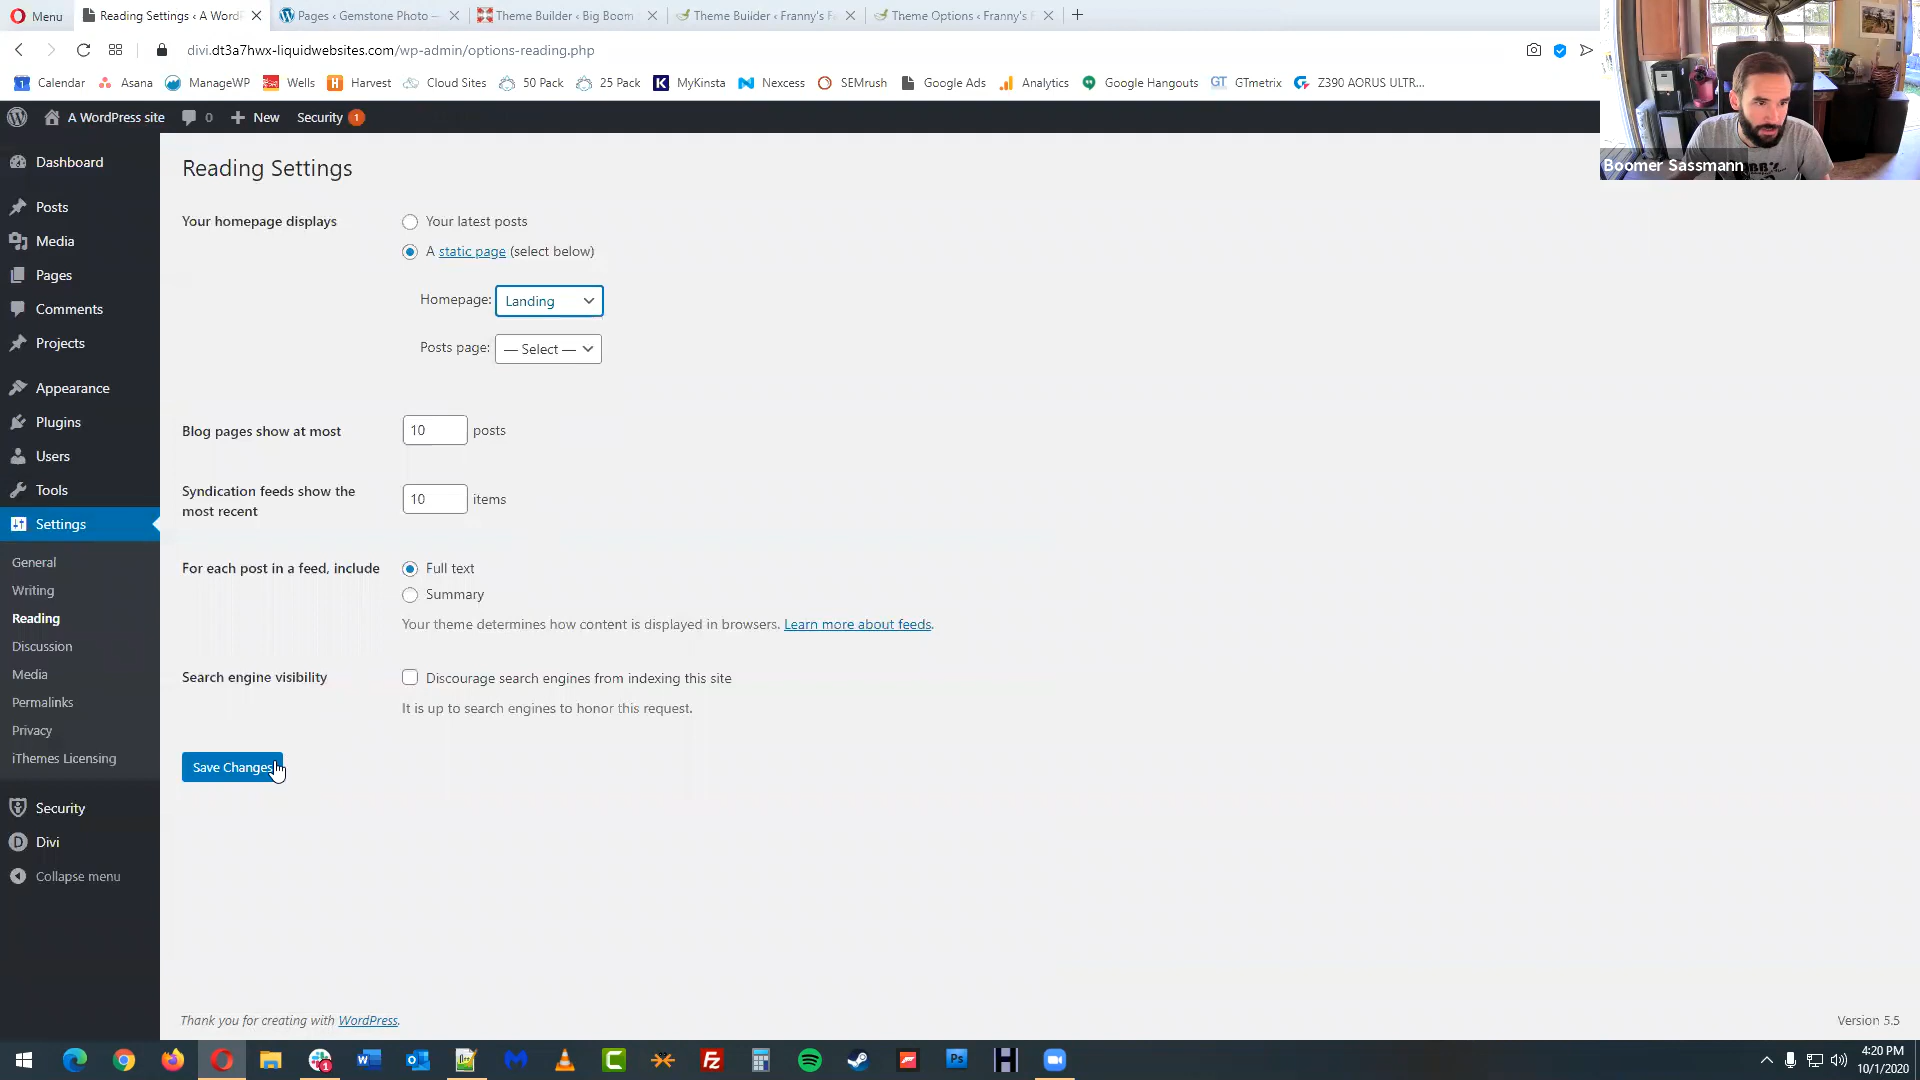 Menu
Reading Settings ‹ A WordP
Pages ‹ Gemstone Photo —
Theme Builder ‹ Big Boom
Theme Builder ‹ Franny's F
Theme Options ‹ Franny's F
divi.dt3a7hwx-liquidwebsites.com/wp-admin/options-reading.php
Calendar
Asana
ManageWP
Wells
Harvest
Cloud Sites
50 Pack
25 Pack
MyKinsta
Nexcess
SEMrush
Google Ads
Analytics
Google Hangouts
GTmetrix
Z390 AORUS ULTR...
A WordPress site
0
New
Security 1
Boomer Sassmann
Dashboard
Posts
Media
Pages
Comments
Projects
Appearance
Plugins
Users
Tools
Settings
General
Writing
Reading
Discussion
Media
Permalinks
Privacy
iThemes Licensing
Security
Divi
Collapse menu
Reading Settings
Your homepage displays
Your latest posts
A static page (select below)
Homepage: Landing
Posts page: — Select —
Blog pages show at most
10 posts
Syndication feeds show the
most recent
10 items
For each post in a feed, include
Full text
Summary
Your theme determines how content is displayed in browsers. Learn more about feeds.
Search engine visibility
Discourage search engines from indexing this site
It is up to search engines to honor this request.
Save Changes
Thank you for creating with WordPress.
Version 5.5
4:20 PM
10/1/2020